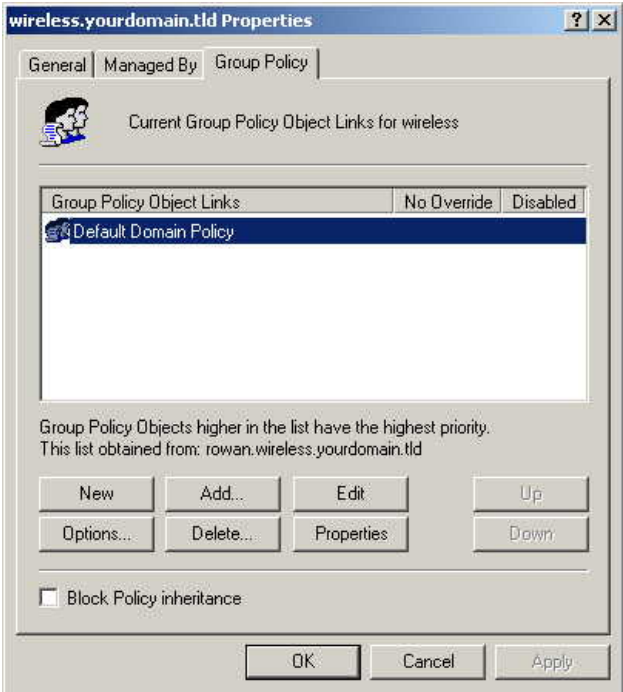 wireless.yourdomain.tld Properties
General Managed By Group Policy
Current Group Policy Object Links for wireless
Group Policy Object Links No Override Disabled
Default Domain Policy
Group Policy Objects higher in the list have the highest priority.
This list obtained from: rowan.wireless.yourdomain.tld
New Add... Edit Up
Options... Delete... Properties Down
Block Policy inheritance
OK Cancel Apply